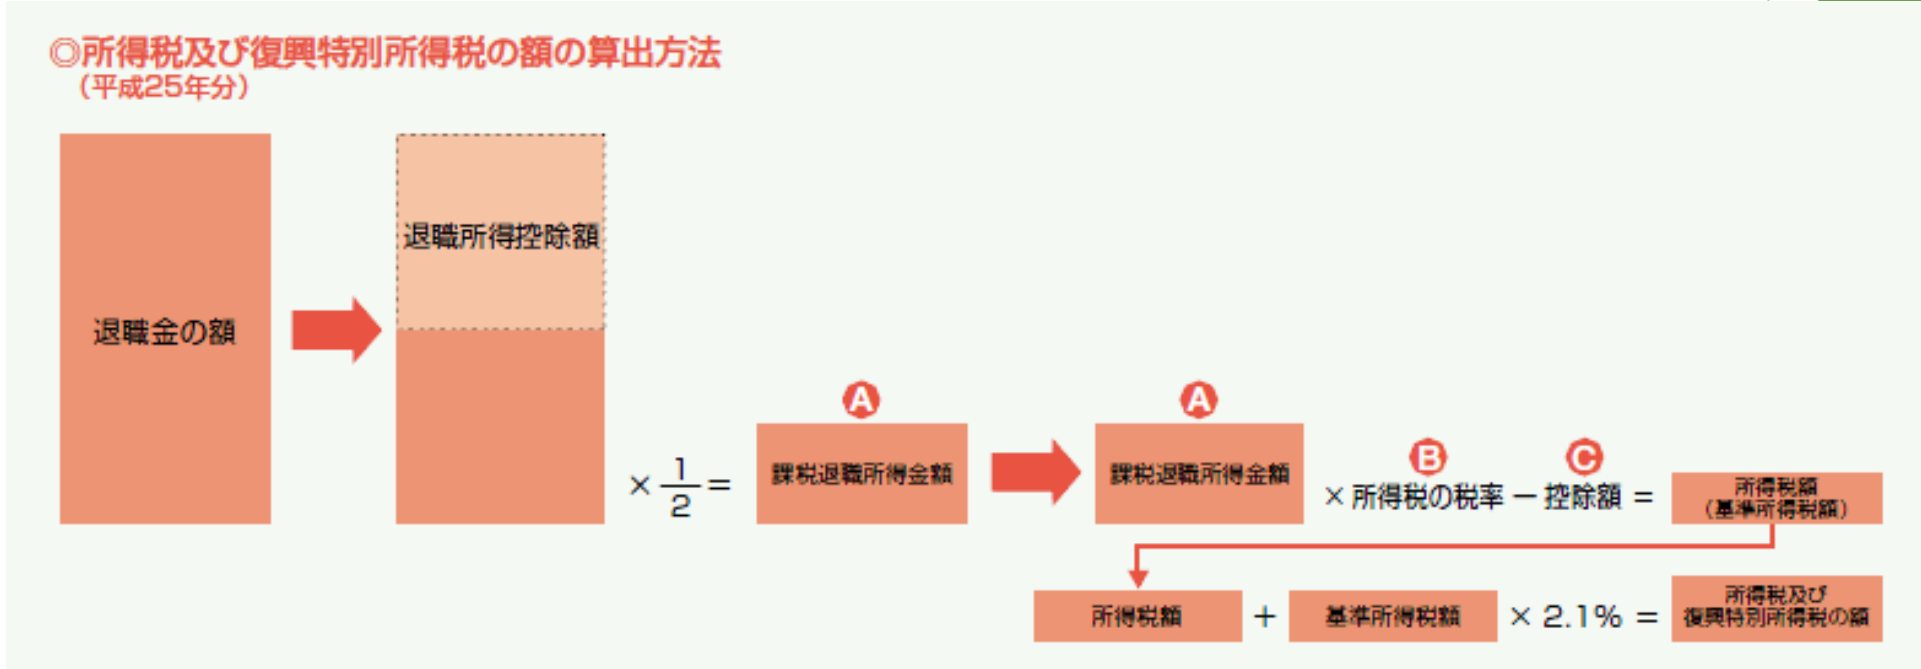 ◎所得税及び復興特別所得税の額の算出方法
（平成25年分）
退職金の額
退職所得控除額
× 1/2 =
A
課税退職所得金額
A
課税退職所得金額
B
C
× 所得税の税率 － 控除額 =
所得税額
（基準所得税額）
所得税額
+
基準所得税額
× 2.1% =
所得税及び
復興特別所得税の額